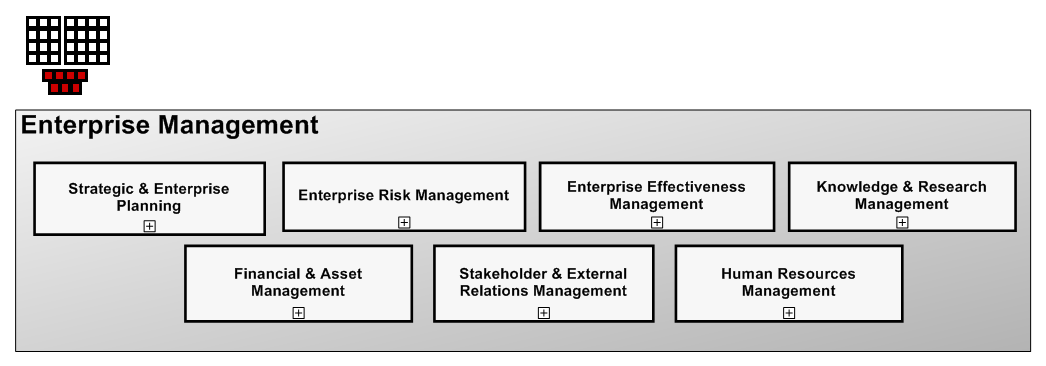 Enterprise Management
Strategic & Enterprise
Planning
Enterprise Risk Management
Enterprise Effectiveness
Management
Knowledge & Research
Management
Financial & Asset
Management
Stakeholder & External
Relations Management
Human Resources
Management